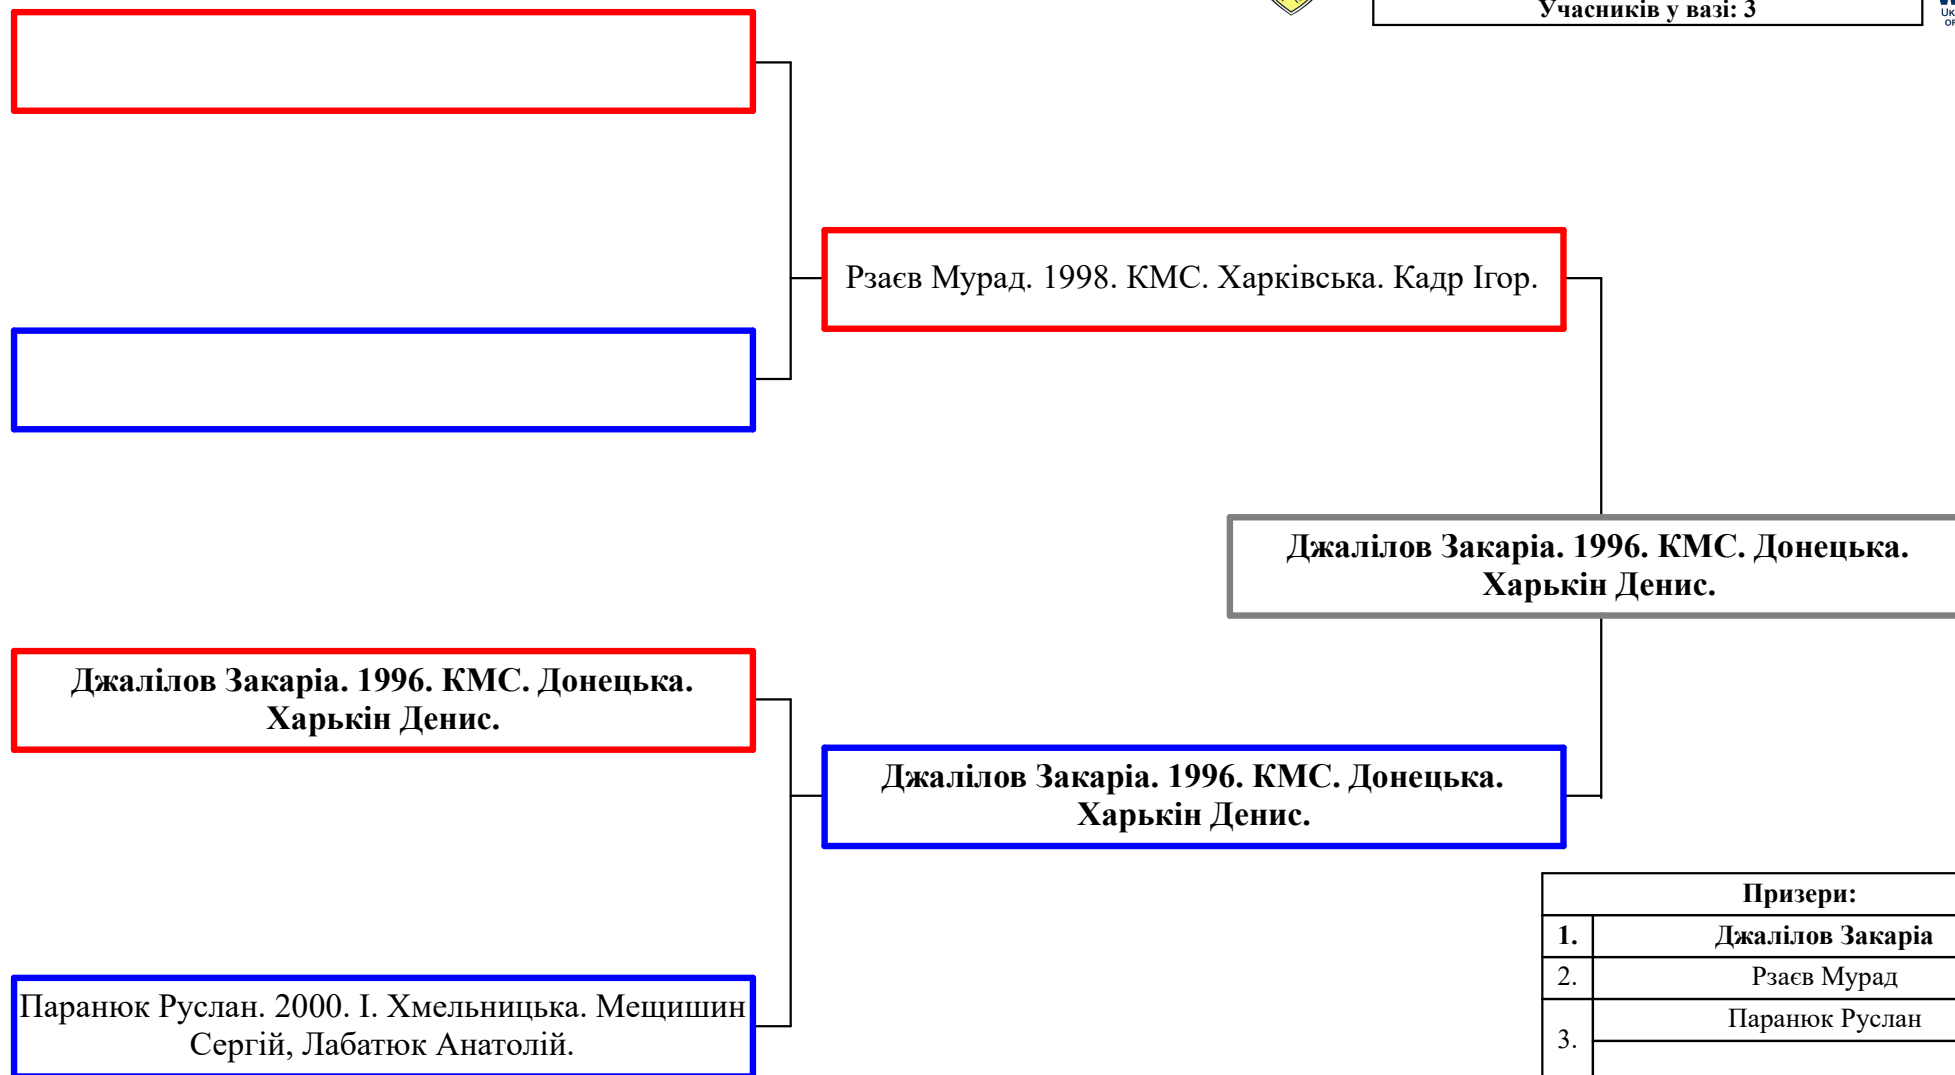 Учасників у вазі: 3
Рзаєв Мурад. 1998. КМС. Харківська. Кадр Ігор.
Джалілов Закаріа. 1996. КМС. Донецька.
Харькін Денис.
Джалілов Закаріа. 1996. КМС. Донецька.
Харькін Денис.
Джалілов Закаріа. 1996. КМС. Донецька.
Харькін Денис.
Паранюк Руслан. 2000. І. Хмельницька. Мещишин
Сергій, Лабатюк Анатолій.
Призери:
1. Джалілов Закаріа
2. Рзаєв Мурад
3. Паранюк Руслан